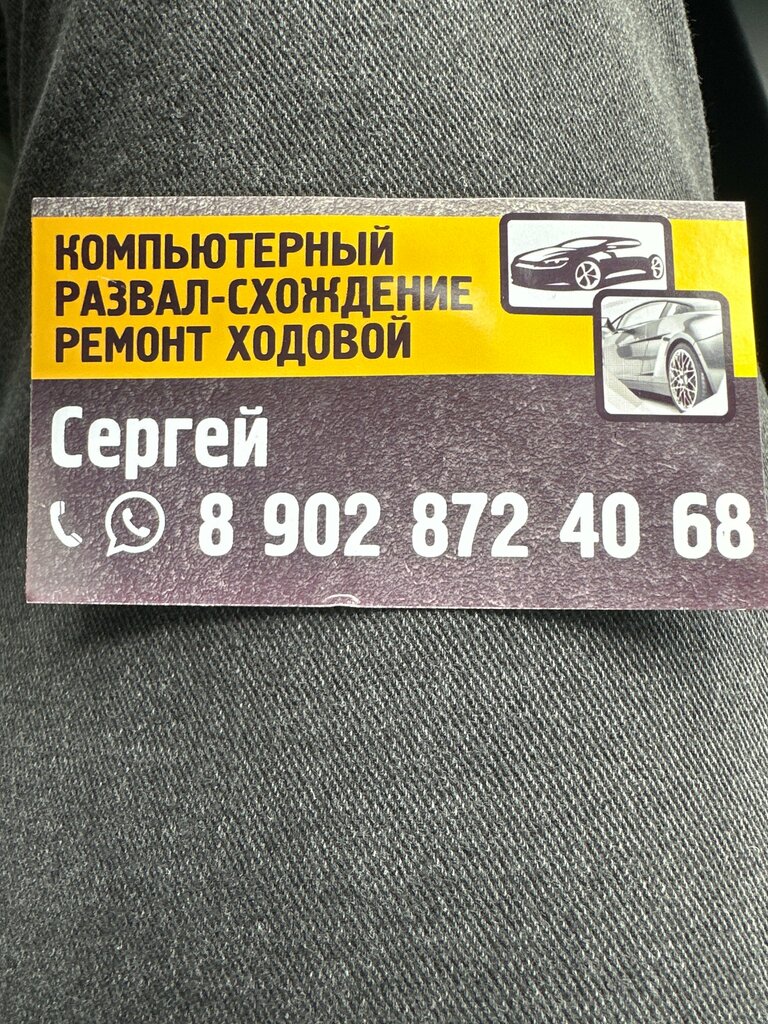 КОМПЬЮТЕРНЫЙ
РАЗВАЛ-СХОЖДЕНИЕ
РЕМОНТ ХОДОВОЙ
Сергей
8 902 872 40 68